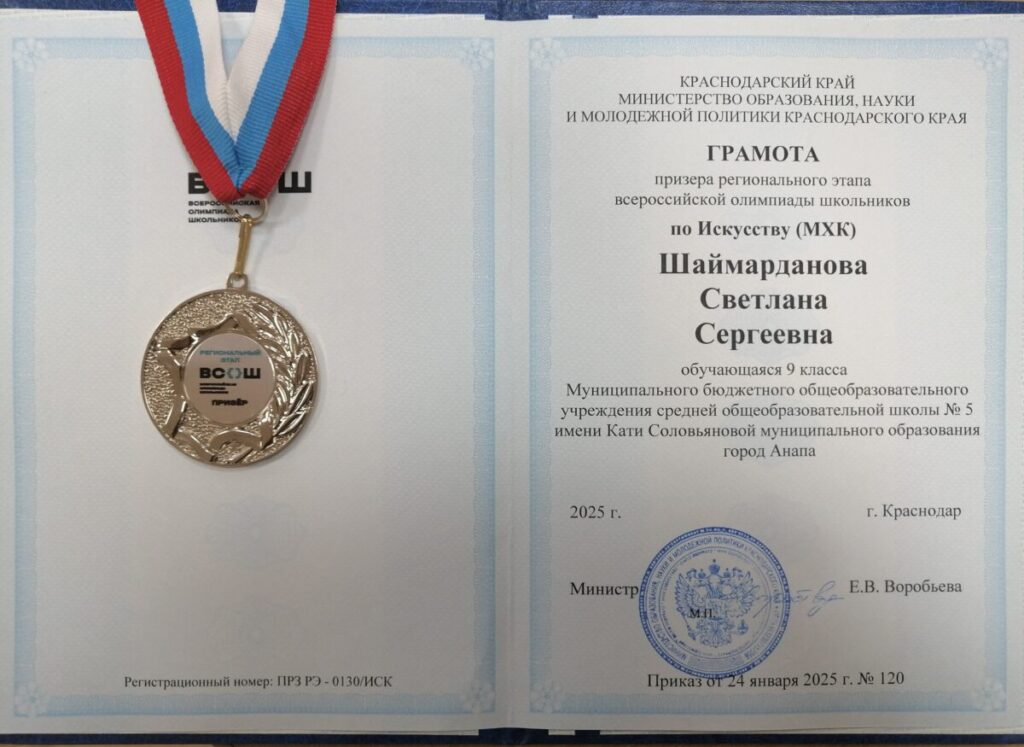 ВСОШ
ВСЕРОССИЙСКАЯ
ОЛИМПИАДА
ШКОЛЬНИКОВ
РЕГИОНАЛЬНЫЙ
ЭТАП
ВСОШ
ВСЕРОССИЙСКАЯ
ОЛИМПИАДА
ШКОЛЬНИКОВ
ПРИЗЁР
Регистрационный номер: ПРЗ РЭ - 0130/ИСК
КРАСНОДАРСКИЙ КРАЙ
МИНИСТЕРСТВО ОБРАЗОВАНИЯ, НАУКИ
И МОЛОДЕЖНОЙ ПОЛИТИКИ КРАСНОДАРСКОГО КРАЯ
ГРАМОТА
призера регионального этапа
всероссийской олимпиады школьников
по Искусству (МХК)
Шаймарданова
Светлана
Сергеевна
обучающаяся 9 класса
Муниципального бюджетного общеобразовательного
учреждения средней общеобразовательной школы № 5
имени Кати Соловьяновой муниципального образования
город Анапа
2025 г. г. Краснодар
Министр Е.В. Воробьева
М.П.
Приказ от 24 января 2025 г. № 120